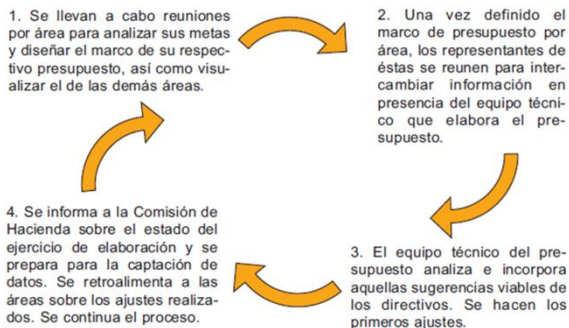 1. Se llevan a cabo reuniones
por área para analizar sus metas
y diseñar el marco de su respec-
tivo presupuesto, así como visu-
alizar el de las demás áreas.
2. Una vez definido el
marco de presupuesto por
área, los representantes de
éstas se reunen para inter-
cambiar información en
presencia del equipo técni-
co que elabora el pre-
supuesto.
3. El equipo técnico del pre-
supuesto analiza e incorpora
aquellas sugerencias viables de
los directivos. Se hacen los
primeros ajustes.
4. Se informa a la Comisión de
Hacienda sobre el estado del
ejercicio de elaboración y se
prepara para la captación de
datos. Se retroalimenta a las
áreas sobre los ajustes realiza-
dos. Se continua el proceso.